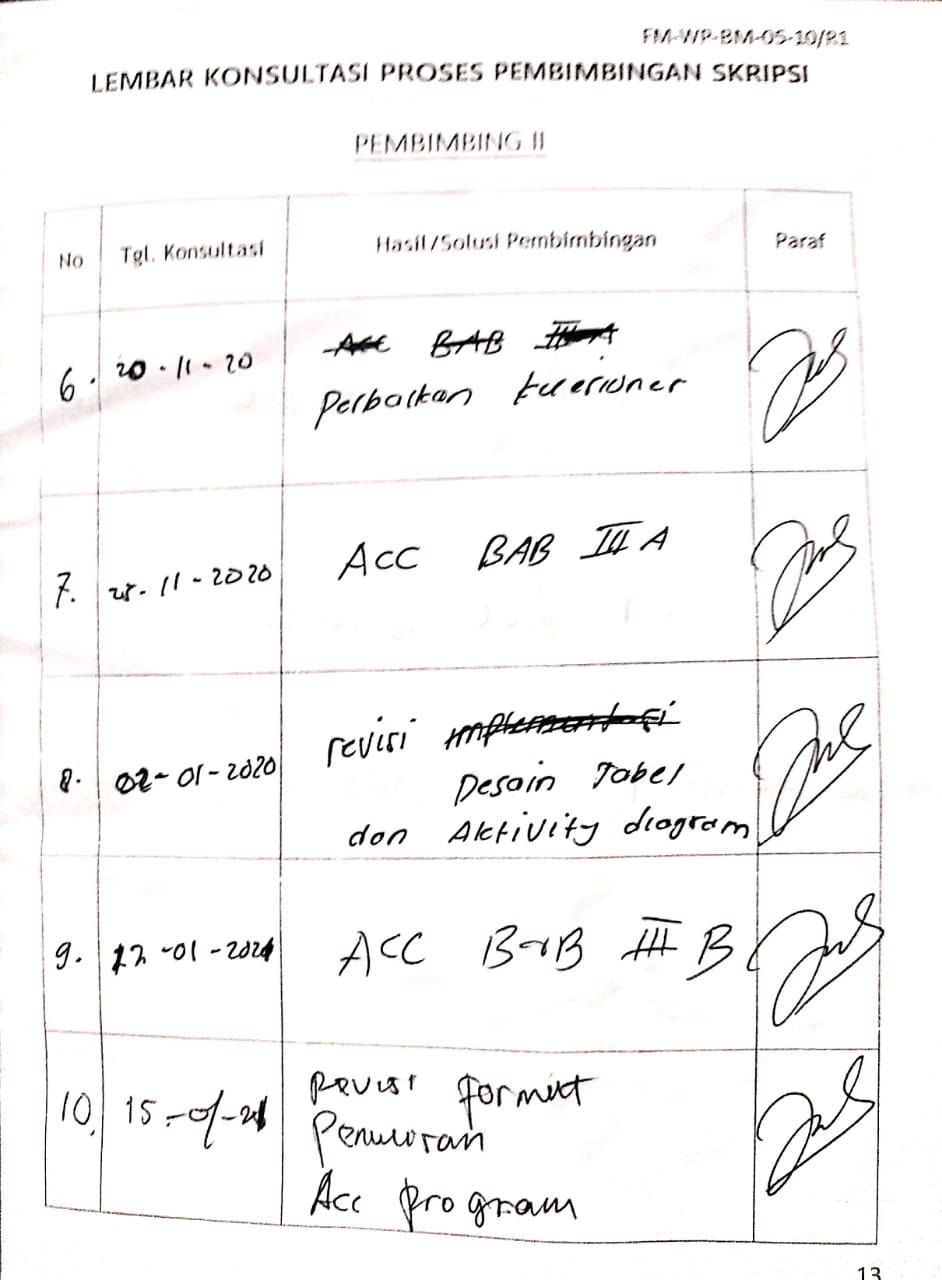 FM-WP-BM-05-10/R1
LEMBAR KONSULTASI PROSES PEMBIMBINGAN SKRIPSI
PEMBIMBING II
No Tgl. Konsultasi Hasil/Solusi Pembimbingan Paraf
6. 20-11-20 Acc BAB III A
Perbaikan kuesioner
7. 25-11-2020 ACC BAB III A
8. 02-01-2020 revisi implementasi
Desain Tabel
dan Aktivity diagram
9. 12-01-2021 ACC BAB III B
10. 15-01-21 Revisi format
Penulisan
Acc program
13